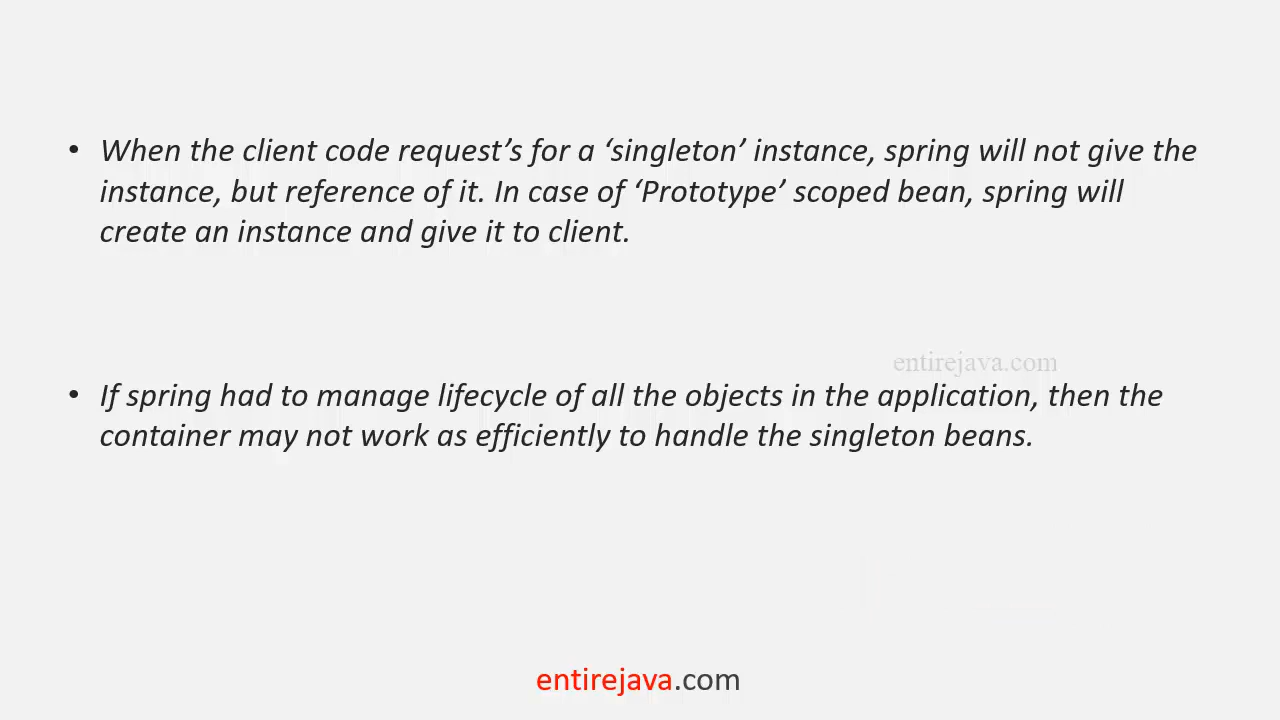 • When the client code request’s for a ‘singleton’ instance, spring will not give the
instance, but reference of it. In case of ‘Prototype’ scoped bean, spring will
create an instance and give it to client.
entirejava.com
• If spring had to manage lifecycle of all the objects in the application, then the
container may not work as efficiently to handle the singleton beans.
entirejava.com